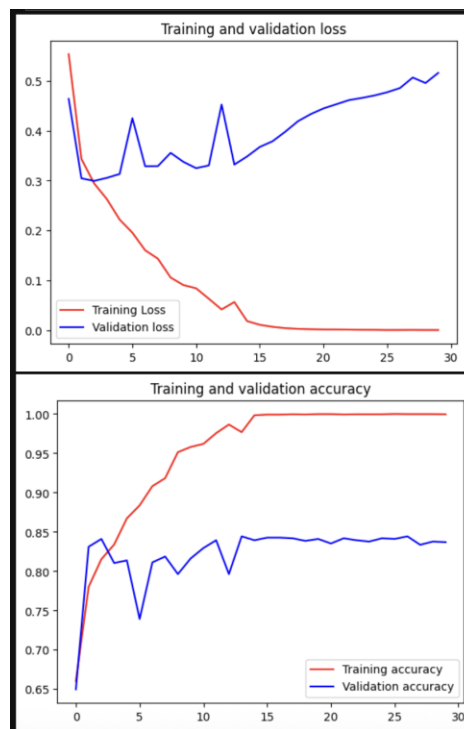 Training and validation loss
0.5
0.4
0.3
0.2
0.1
0.0
Training Loss
Validation loss
0 5 10 15 20 25 30
Training and validation accuracy
1.00
0.95
0.90
0.85
0.80
0.75
0.70
0.65
Training accuracy
Validation accuracy
0 5 10 15 20 25 30